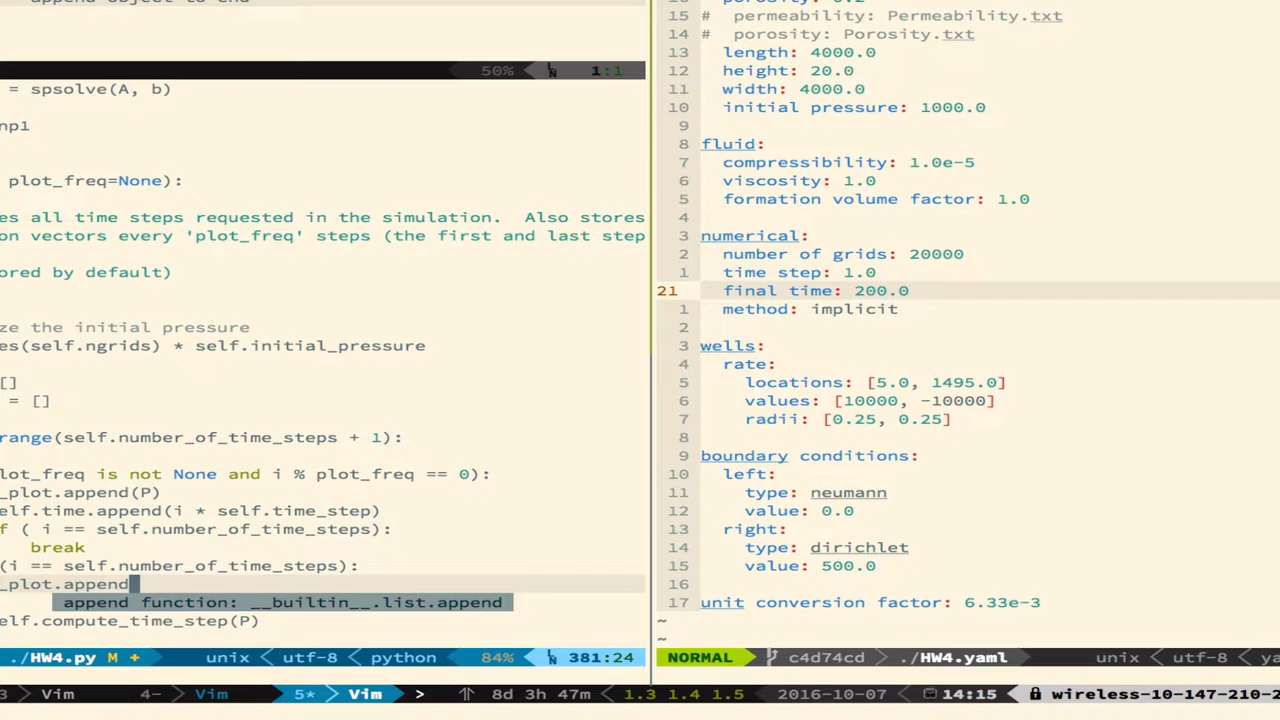 append object to end
50% 1:1
= spsolve(A, b)
np1
plot_freq=None):
es all time steps requested in the simulation.  Also stores
on vectors every 'plot_freq' steps (the first and last step
ored by default)
ze the initial pressure
es(self.ngrids) * self.initial_pressure
[]
= []
range(self.number_of_time_steps + 1):
lot_freq is not None and i % plot_freq == 0):
_plot.append(P)
elf.time.append(i * self.time_step)
f ( i == self.number_of_time_steps):
break
(i == self.number_of_time_steps):
_plot.append
append function: __builtin__.list.append
elf.compute_time_step(P)
./HW4.py M + unix < utf-8 < python 84% 381:24
porosity: 0.2
15 #  permeability: Permeability.txt
14 #  porosity: Porosity.txt
13 length: 4000.0
12 height: 20.0
11 width: 4000.0
10 initial pressure: 1000.0
9
8 fluid:
7 compressibility: 1.0e-5
6 viscosity: 1.0
5 formation volume factor: 1.0
4
3 numerical:
2 number of grids: 20000
1 time step: 1.0
21 final time: 200.0
1 method: implicit
2
3 wells:
4 rate:
5 locations: [5.0, 1495.0]
6 values: [10000, -10000]
7 radii: [0.25, 0.25]
8
9 boundary conditions:
10 left:
11 type: neumann
12 value: 0.0
13 right:
14 type: dirichlet
15 value: 500.0
16
17 unit conversion factor: 6.33e-3
~
~
NORMAL c4d74cd > ./HW4.yaml unix < utf-8 < ya
3 Vim 4- > Vim 5* > Vim > 8d 3h 47m < 1.3 1.4 1.5 2016-10-07 < 14:15 wireless-10-147-210-2